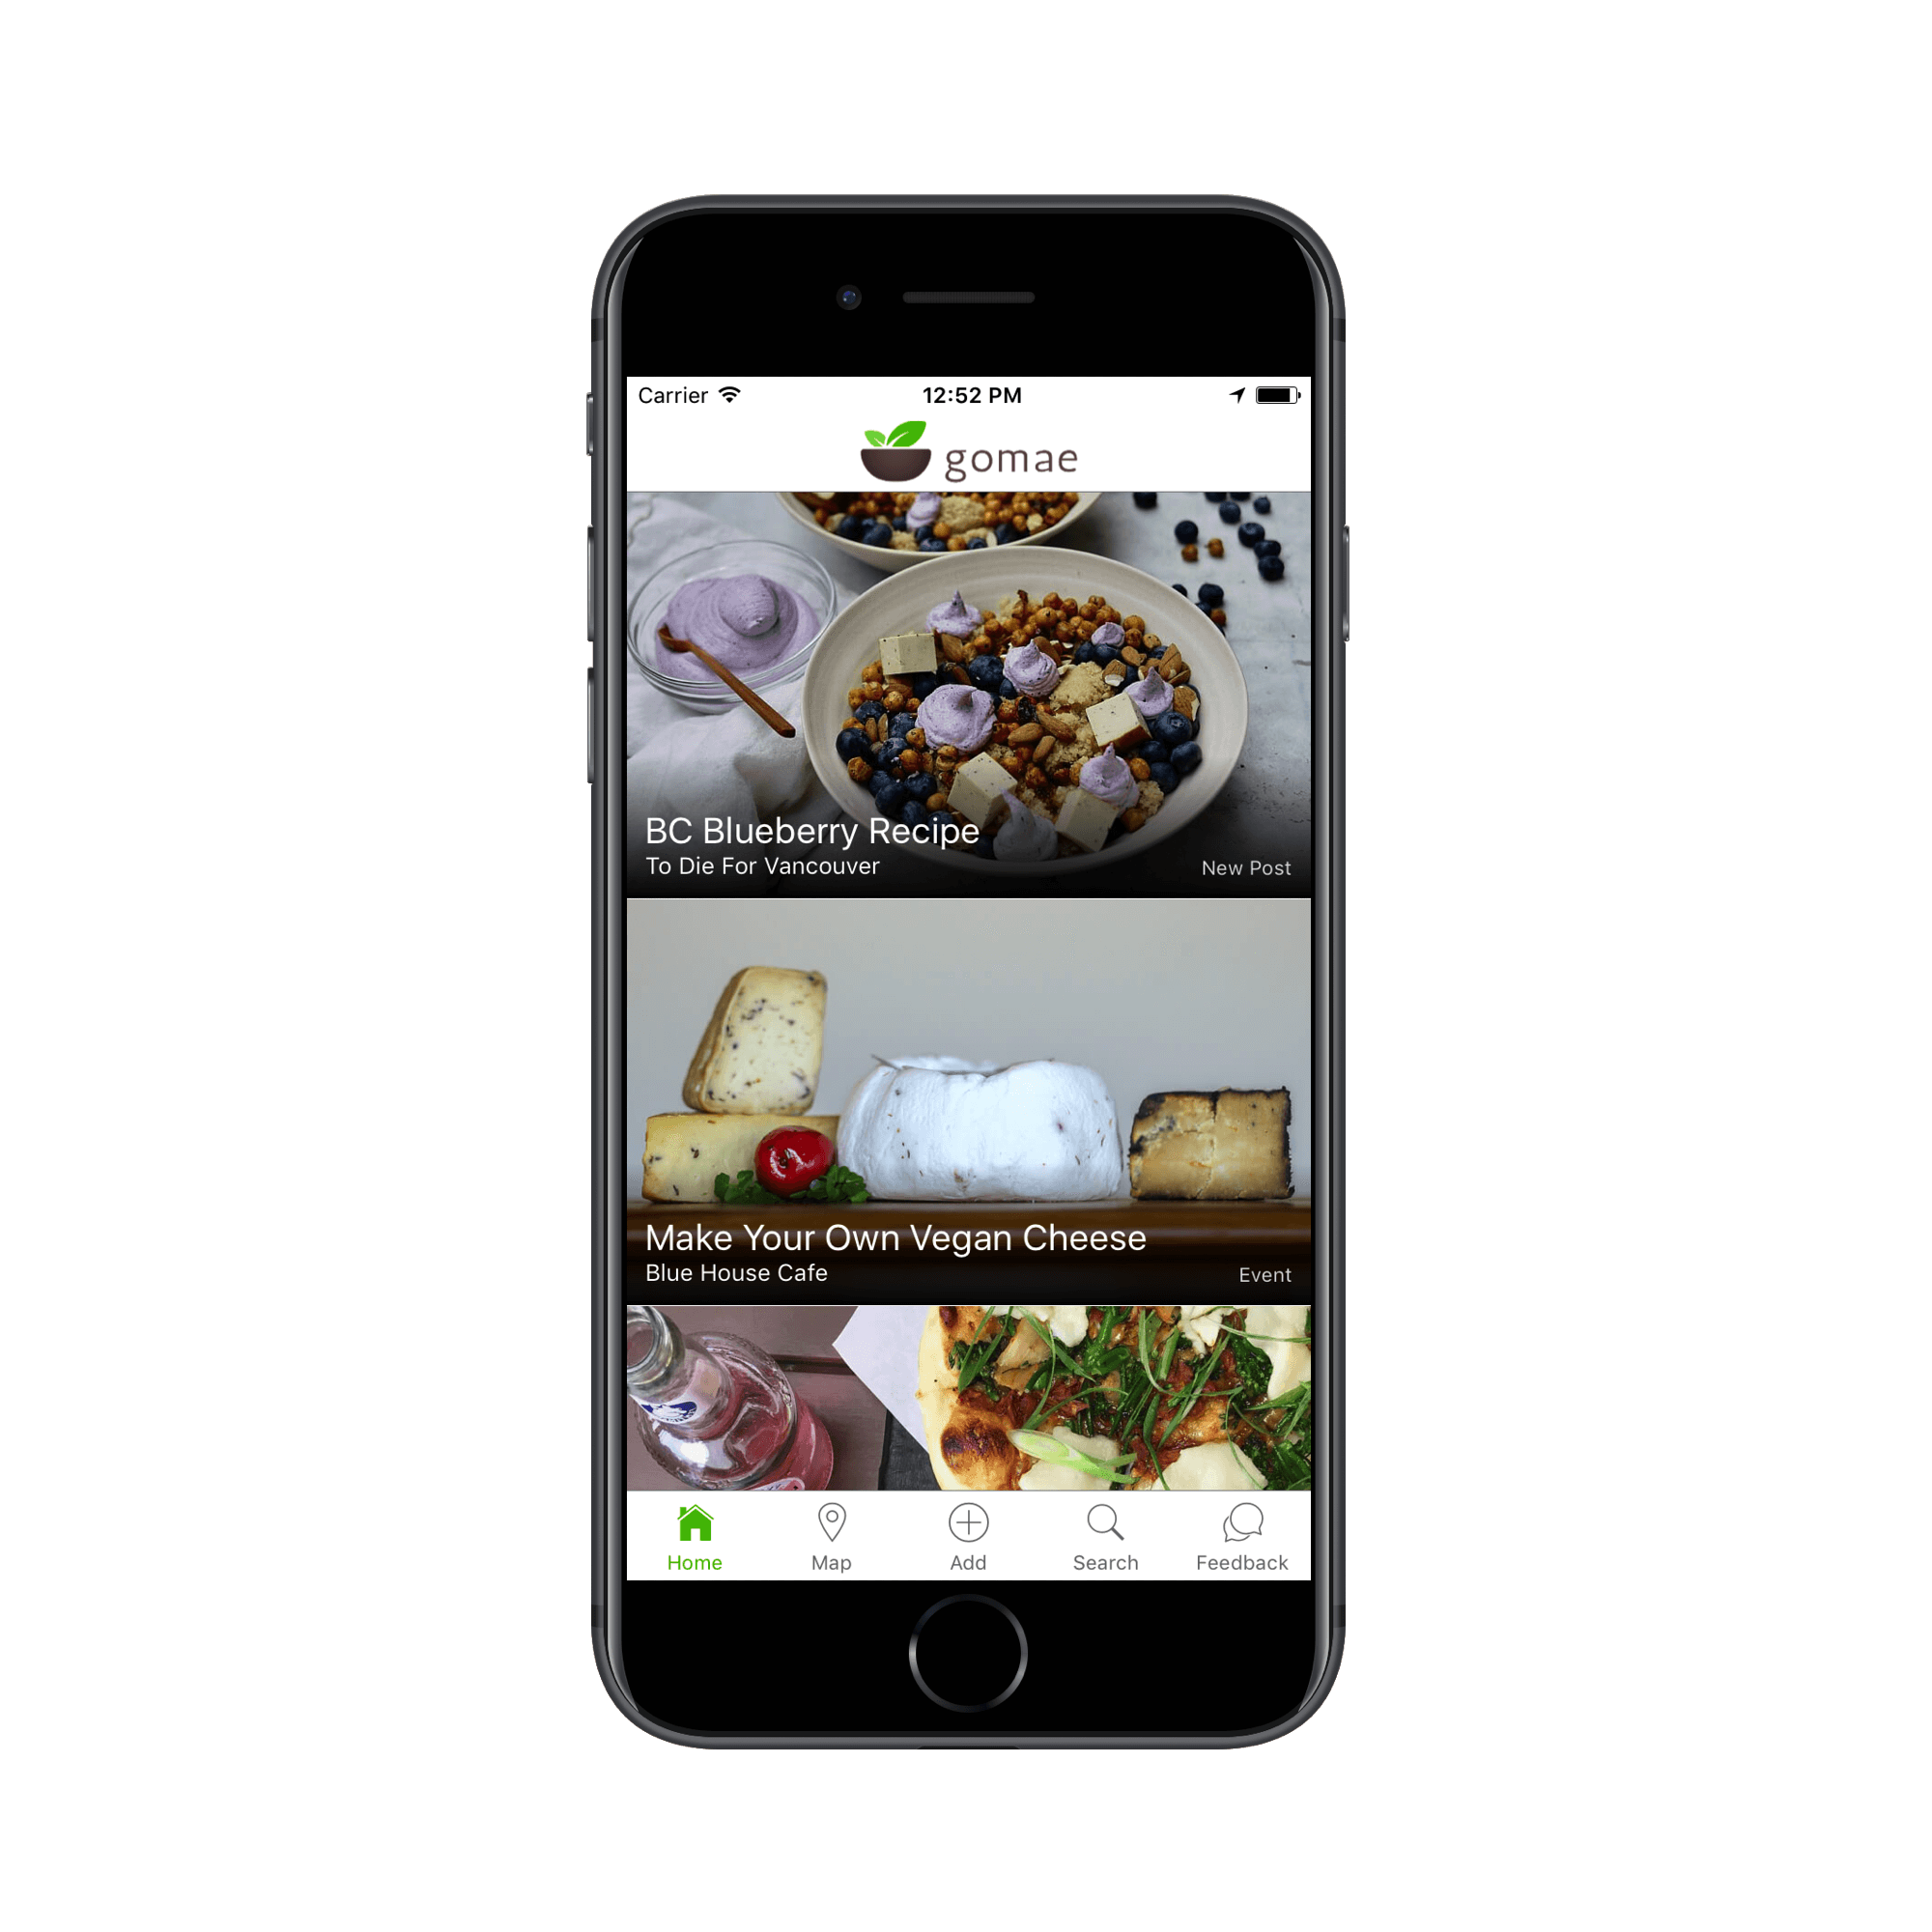 Carrier
12:52 PM
gomae
BC Blueberry Recipe
To Die For Vancouver
New Post
Make Your Own Vegan Cheese
Blue House Cafe
Event
Home
Map
Add
Search
Feedback